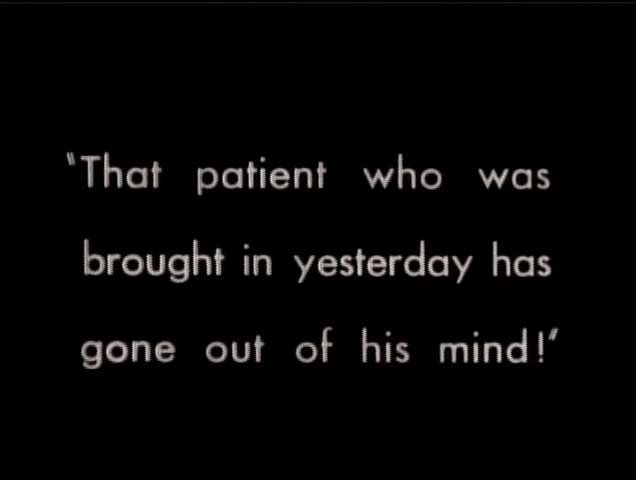 "That patient who was
brought in yesterday has
gone out of his mind!"